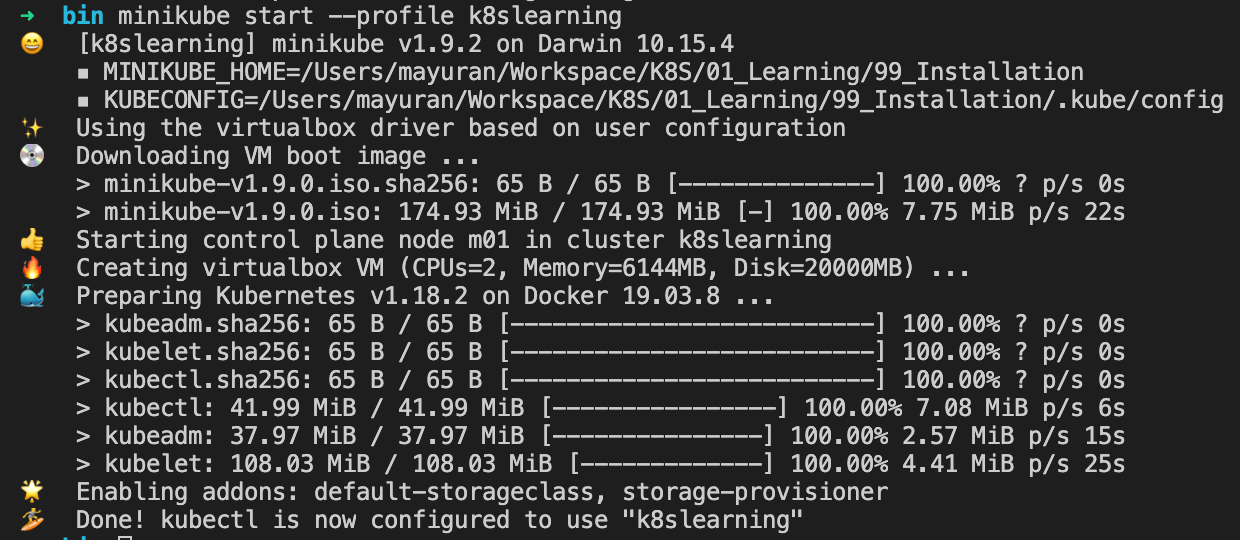 → bin minikube start --profile k8slearning
😄 [k8slearning] minikube v1.9.2 on Darwin 10.15.4
▪ MINIKUBE_HOME=/Users/mayuran/Workspace/K8S/01_Learning/99_Installation
▪ KUBECONFIG=/Users/mayuran/Workspace/K8S/01_Learning/99_Installation/.kube/config
✨ Using the virtualbox driver based on user configuration
💿 Downloading VM boot image ...
> minikube-v1.9.0.iso.sha256: 65 B / 65 B [--------------] 100.00% ? p/s 0s
> minikube-v1.9.0.iso: 174.93 MiB / 174.93 MiB [-] 100.00% 7.75 MiB p/s 22s
👍 Starting control plane node m01 in cluster k8slearning
🔥 Creating virtualbox VM (CPUs=2, Memory=6144MB, Disk=20000MB) ...
🐳 Preparing Kubernetes v1.18.2 on Docker 19.03.8 ...
> kubeadm.sha256: 65 B / 65 B [--------------------------] 100.00% ? p/s 0s
> kubelet.sha256: 65 B / 65 B [--------------------------] 100.00% ? p/s 0s
> kubectl.sha256: 65 B / 65 B [--------------------------] 100.00% ? p/s 0s
> kubectl: 41.99 MiB / 41.99 MiB [----------------] 100.00% 7.08 MiB p/s 6s
> kubeadm: 37.97 MiB / 37.97 MiB [---------------] 100.00% 2.57 MiB p/s 15s
> kubelet: 108.03 MiB / 108.03 MiB [-------------] 100.00% 4.41 MiB p/s 25s
🌟 Enabling addons: default-storageclass, storage-provisioner
🏄 Done! kubectl is now configured to use "k8slearning"